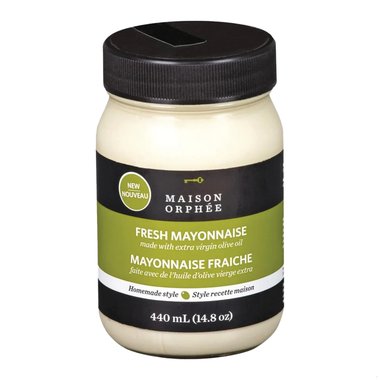 NEW
NOUVEAU
MAISON
ORPHÉE
FRESH MAYONNAISE
made with extra virgin olive oil
MAYONNAISE FRAICHE
faite avec de l'huile d'olive vierge extra
Homemade style Style recette maison
440 mL (14.8 oz)